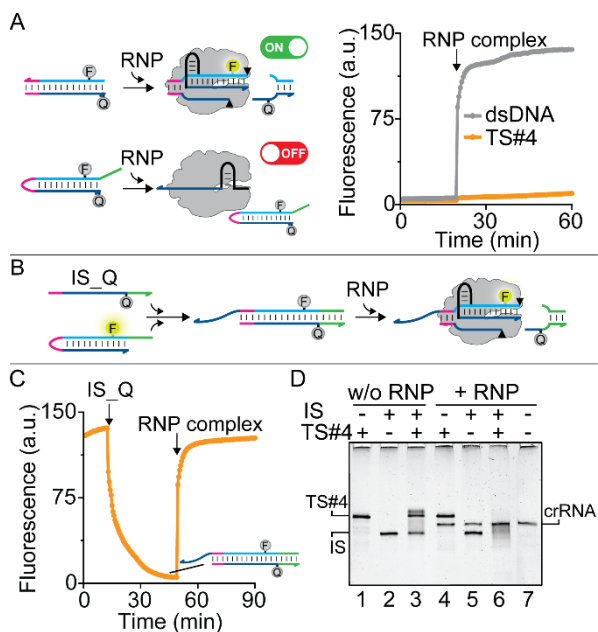 A
RNP
F
Q
F
ON
RNP
F
Q
OFF
F
Q
Fluorescence (a.u.)
150
75
0
RNP complex
dsDNA
TS#4
0 30 60
Time (min)
B
IS_Q
Q
F
F
Q
RNP
F
Q
C
IS_Q
Fluorescence (a.u.)
150
75
0
RNP complex
F
Q
0 30 60 90
Time (min)
D
w/o RNP + RNP
IS - + + - + + -
TS#4 + - + + - + -
TS#4
crRNA
IS
1 2 3 4 5 6 7